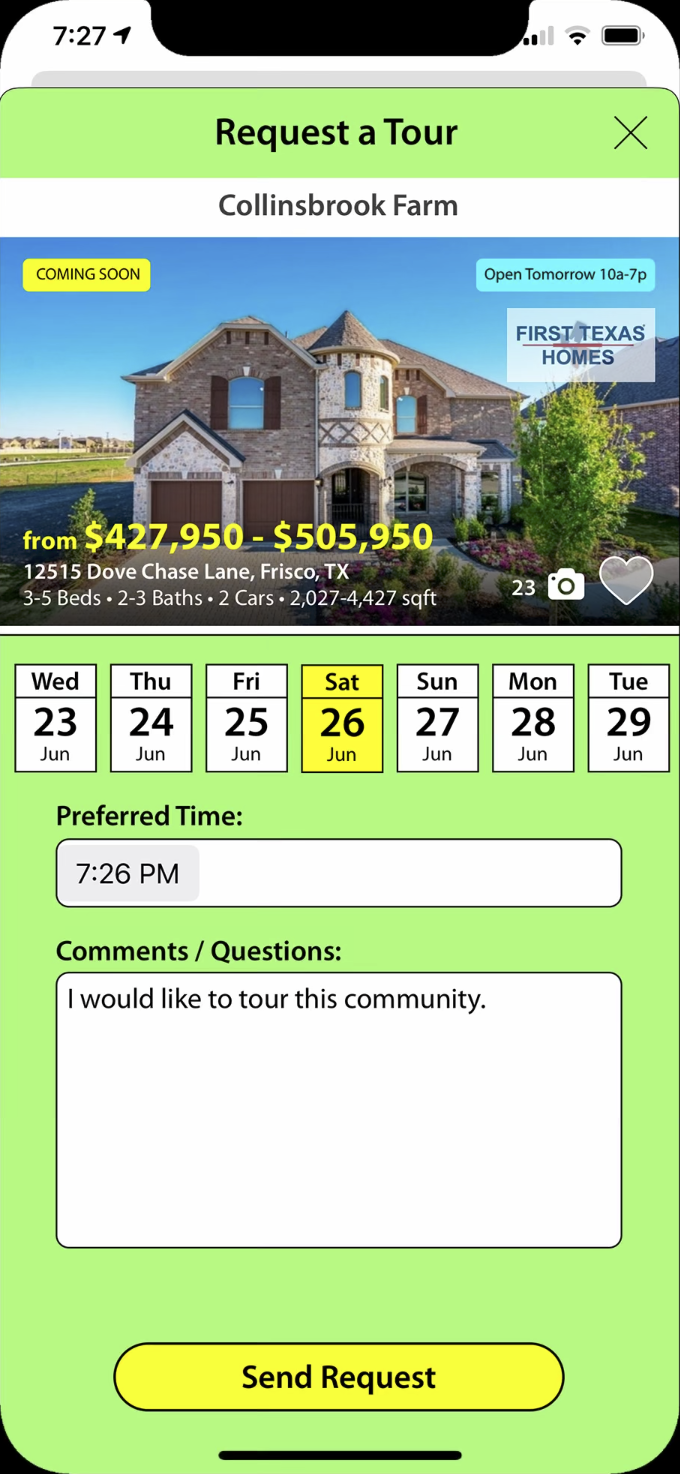 7:27
Request a Tour
Collinsbrook Farm
COMING SOON
Open Tomorrow 10a-7p
FIRST TEXAS
HOMES
from $427,950 - $505,950
12515 Dove Chase Lane, Frisco, TX
3-5 Beds • 2-3 Baths • 2 Cars • 2,027-4,427 sqft
23
Wed Thu Fri Sat Sun Mon Tue
23 24 25 26 27 28 29
Jun Jun Jun Jun Jun Jun Jun
Preferred Time:
7:26 PM
Comments / Questions:
I would like to tour this community.
Send Request